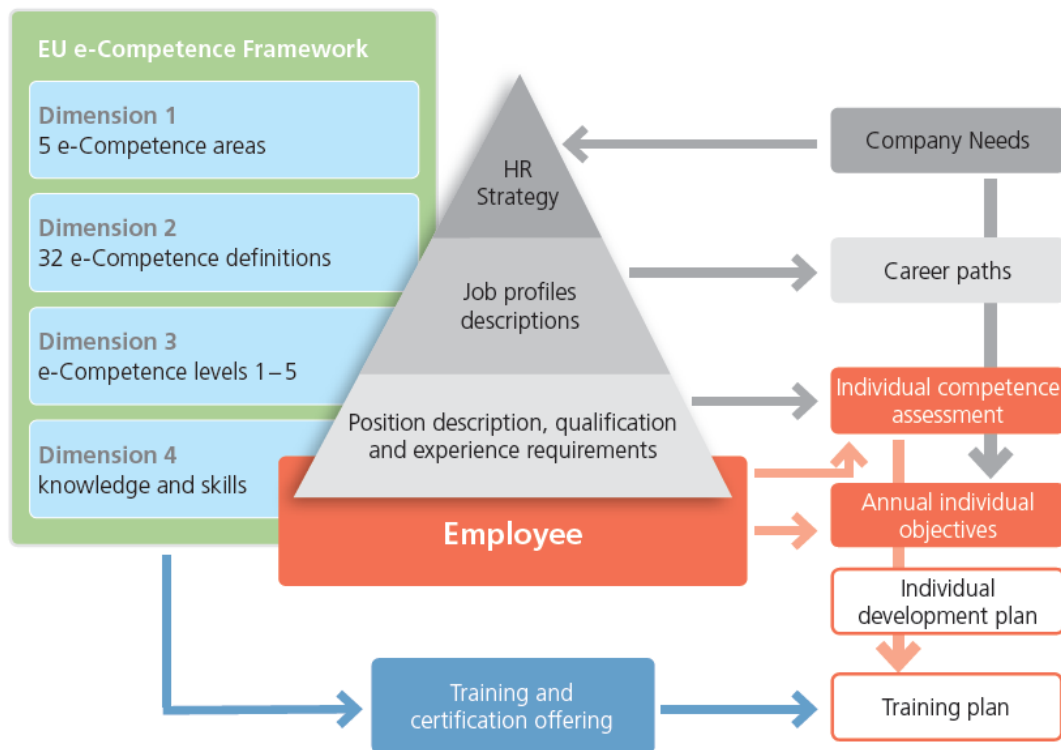 EU e-Competence Framework
Dimension 1
5 e-Competence areas
Dimension 2
32 e-Competence definitions
Dimension 3
e-Competence levels 1–5
Dimension 4
knowledge and skills
HR
Strategy
Job profiles
descriptions
Position description, qualification
and experience requirements
Employee
Company Needs
Career paths
Individual competence
assessment
Annual individual
objectives
Individual
development plan
Training and
certification offering
Training plan